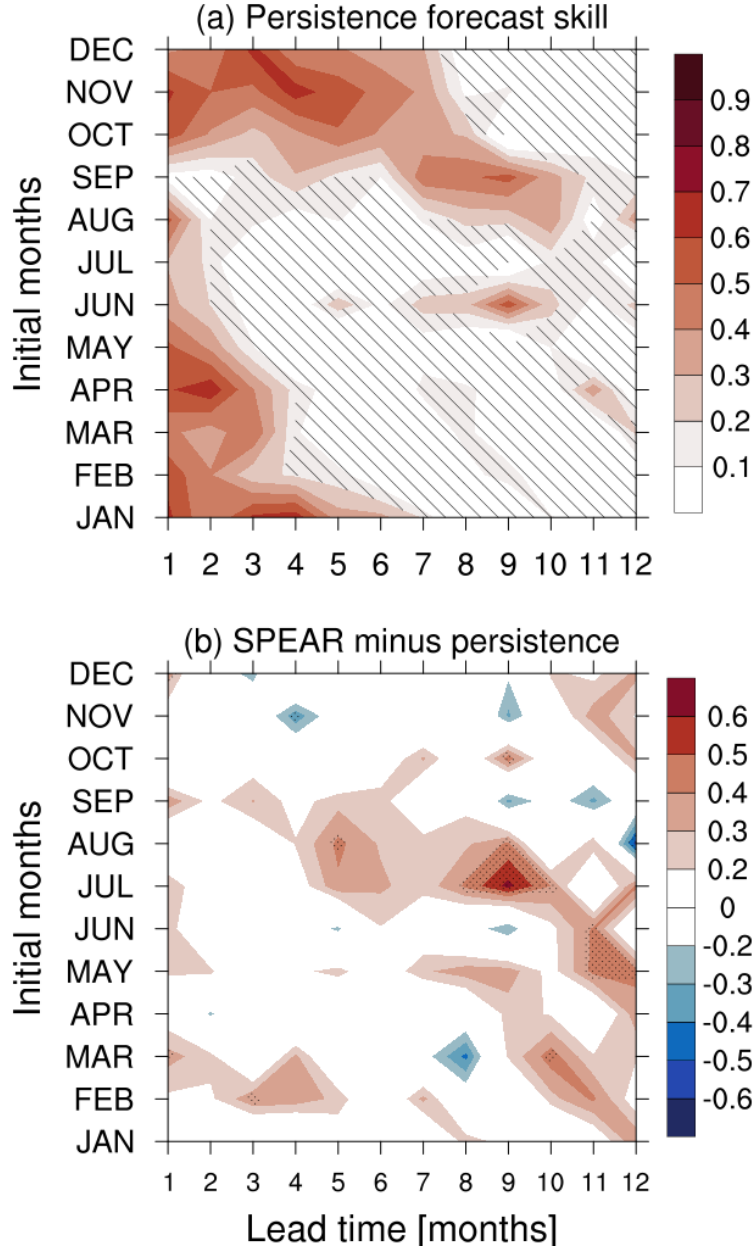 (a) Persistence forecast skill
DEC
NOV
OCT
SEP
AUG
JUL
JUN
MAY
APR
MAR
FEB
JAN
Initial months
1 2 3 4 5 6 7 8 9 10 11 12
0.9
0.8
0.7
0.6
0.5
0.4
0.3
0.2
0.1
(b) SPEAR minus persistence
DEC
NOV
OCT
SEP
AUG
JUL
JUN
MAY
APR
MAR
FEB
JAN
Initial months
1 2 3 4 5 6 7 8 9 10 11 12
Lead time [months]
0.6
0.5
0.4
0.3
0.2
0
-0.2
-0.3
-0.4
-0.5
-0.6